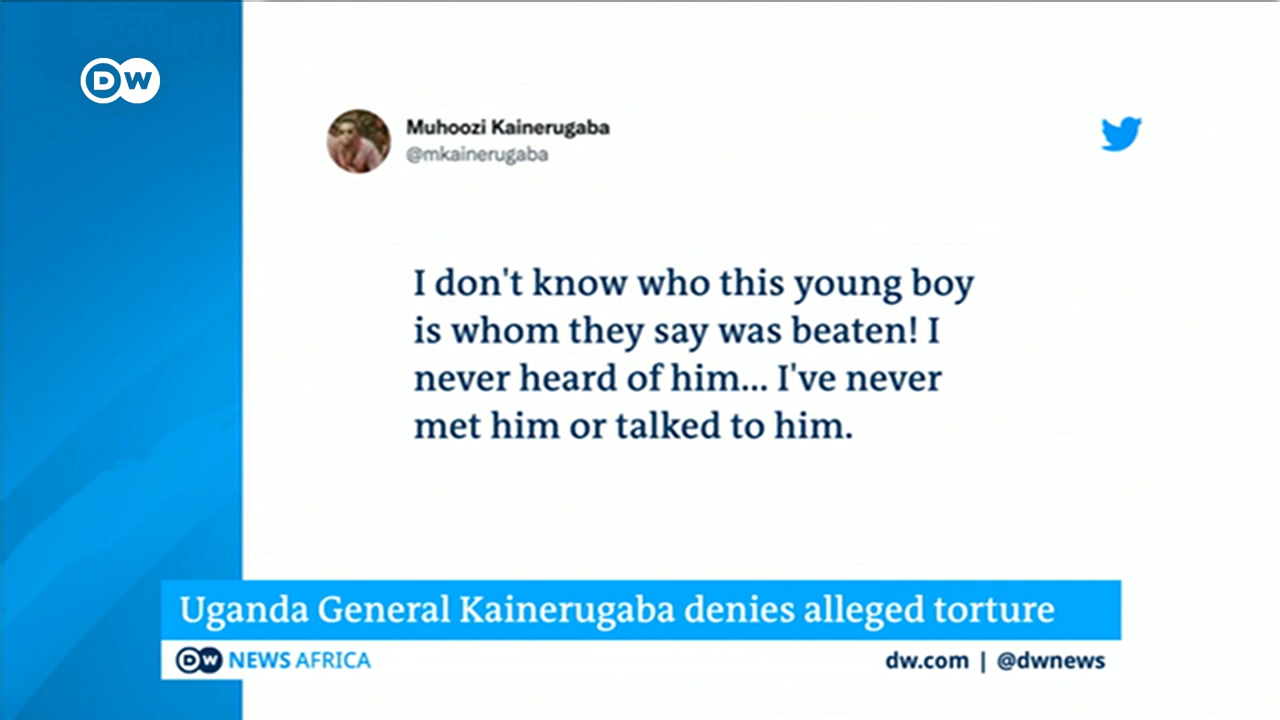 DW
Muhoozi Kainerugaba
@mkainerugaba
I don't know who this young boy
is whom they say was beaten! I
never heard of him... I've never
met him or talked to him.
Uganda General Kainerugaba denies alleged torture
DW NEWS AFRICA
dw.com | @dwnews